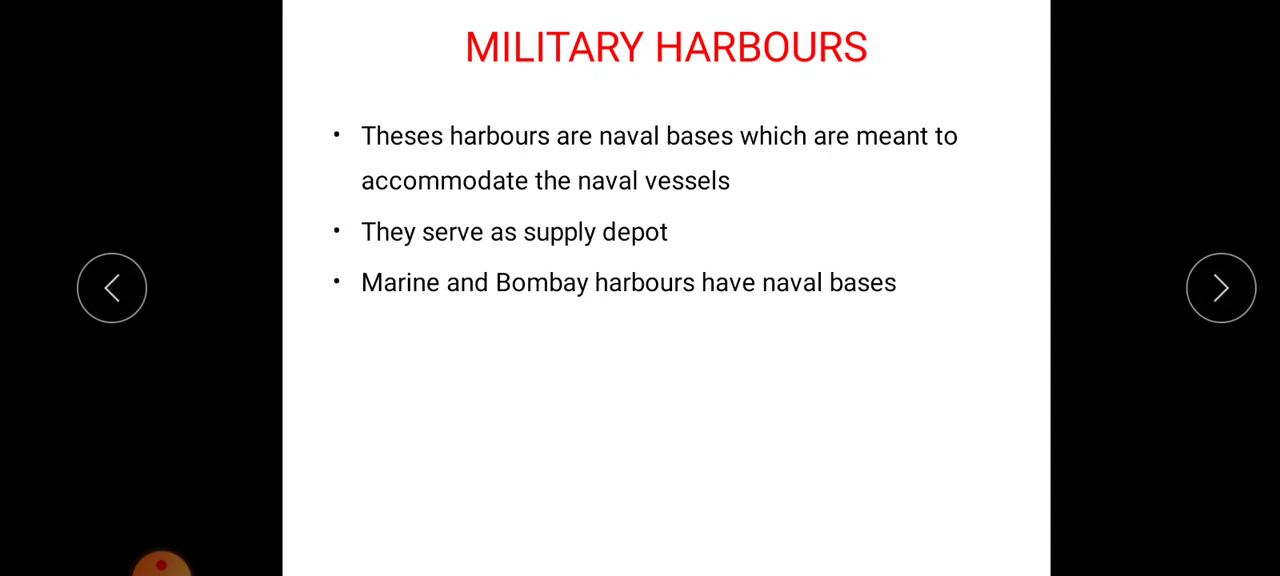 MILITARY HARBOURS
• Theses harbours are naval bases which are meant to
accommodate the naval vessels
• They serve as supply depot
• Marine and Bombay harbours have naval bases